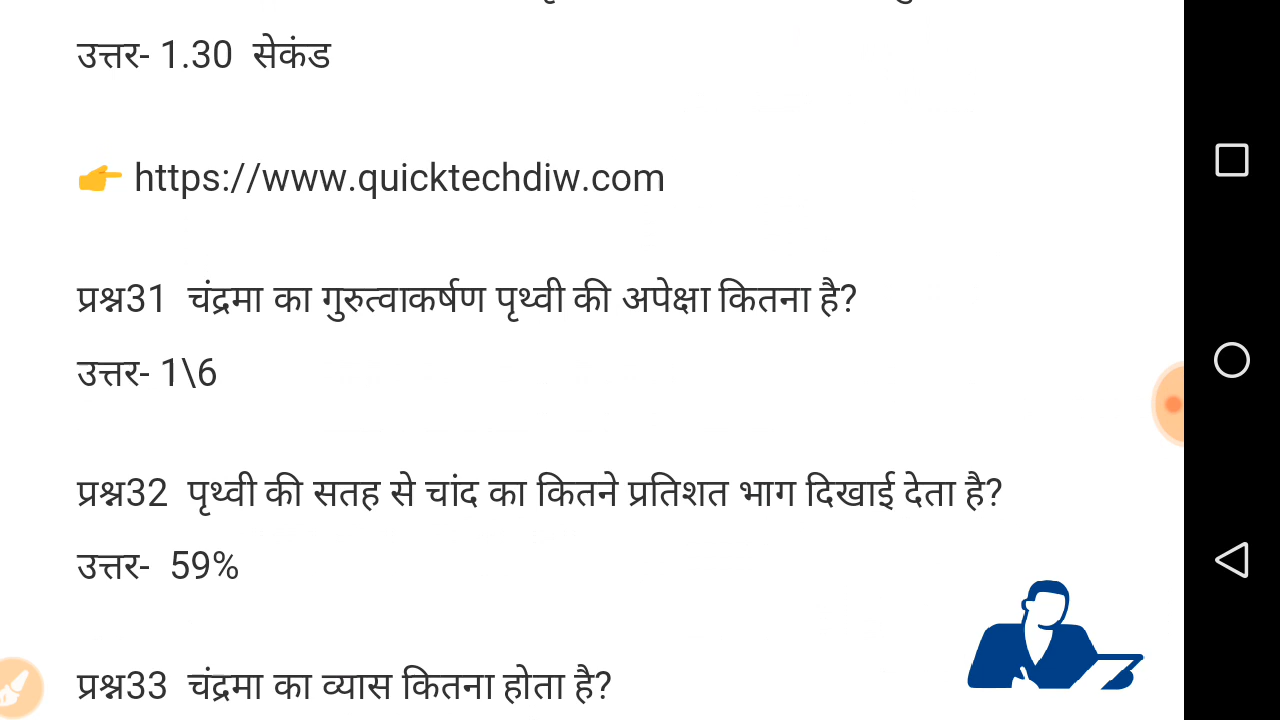 उत्तर- 1.30 सेकंड
👉 https://www.quicktechdiw.com
प्रश्न31 चंद्रमा का गुरुत्वाकर्षण पृथ्वी की अपेक्षा कितना है?
उत्तर- 1\6
प्रश्न32 पृथ्वी की सतह से चांद का कितने प्रतिशत भाग दिखाई देता है?
उत्तर- 59%
प्रश्न33 चंद्रमा का व्यास कितना होता है?